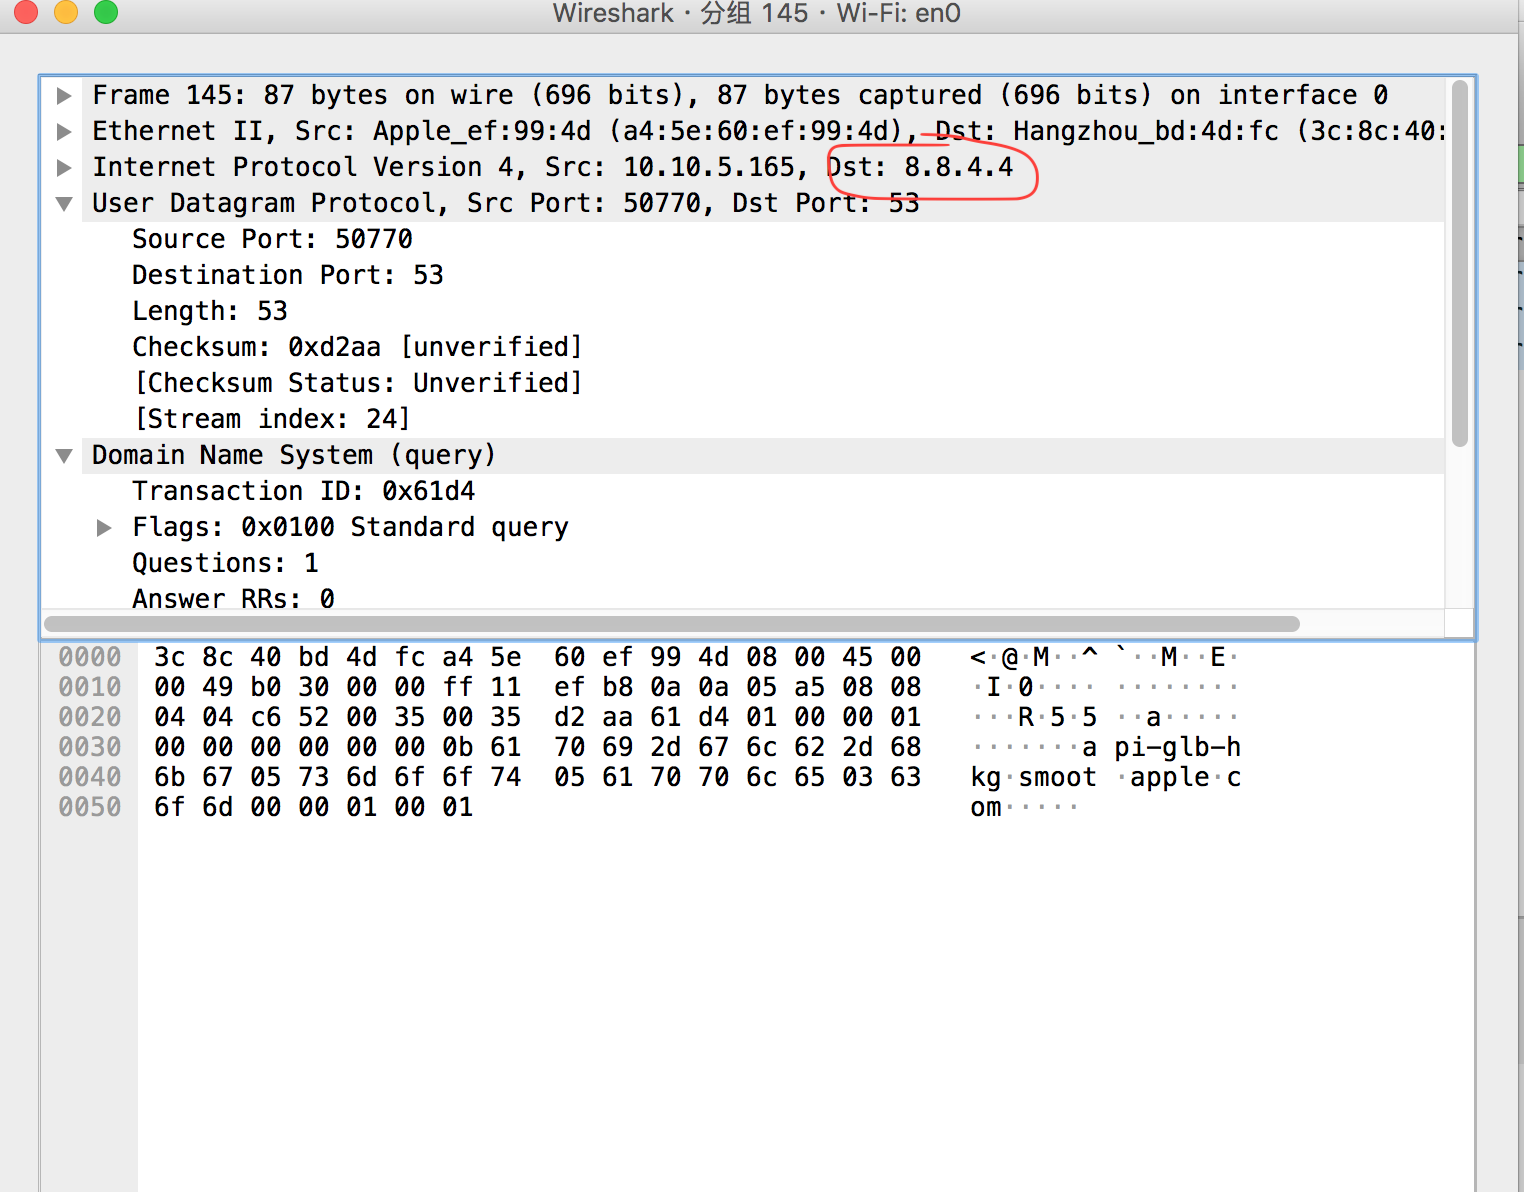 Wireshark · 分组 145 · Wi-Fi: en0
Frame 145: 87 bytes on wire (696 bits), 87 bytes captured (696 bits) on interface 0
Ethernet II, Src: Apple_ef:99:4d (a4:5e:60:ef:99:4d), Dst: Hangzhou_bd:4d:fc (3c:8c:40:
Internet Protocol Version 4, Src: 10.10.5.165, Dst: 8.8.4.4
User Datagram Protocol, Src Port: 50770, Dst Port: 53
Source Port: 50770
Destination Port: 53
Length: 53
Checksum: 0xd2aa [unverified]
[Checksum Status: Unverified]
[Stream index: 24]
Domain Name System (query)
Transaction ID: 0x61d4
Flags: 0x0100 Standard query
Questions: 1
Answer RRs: 0
0000 3c 8c 40 bd 4d fc a4 5e 60 ef 99 4d 08 00 45 00 <·@·M··^ `··M··E·
0010 00 49 b0 30 00 00 ff 11 ef b8 0a 0a 05 a5 08 08 ·I·0···· ········
0020 04 04 c6 52 00 35 00 35 d2 aa 61 d4 01 00 00 01 ···R·5·5 ··a·····
0030 00 00 00 00 00 00 0b 61 70 69 2d 67 6c 62 2d 68 ·······a pi-glb-h
0040 6b 67 05 73 6d 6f 6f 74 05 61 70 70 6c 65 03 63 kg·smoot ·apple·c
0050 6f 6d 00 00 01 00 01 om·····